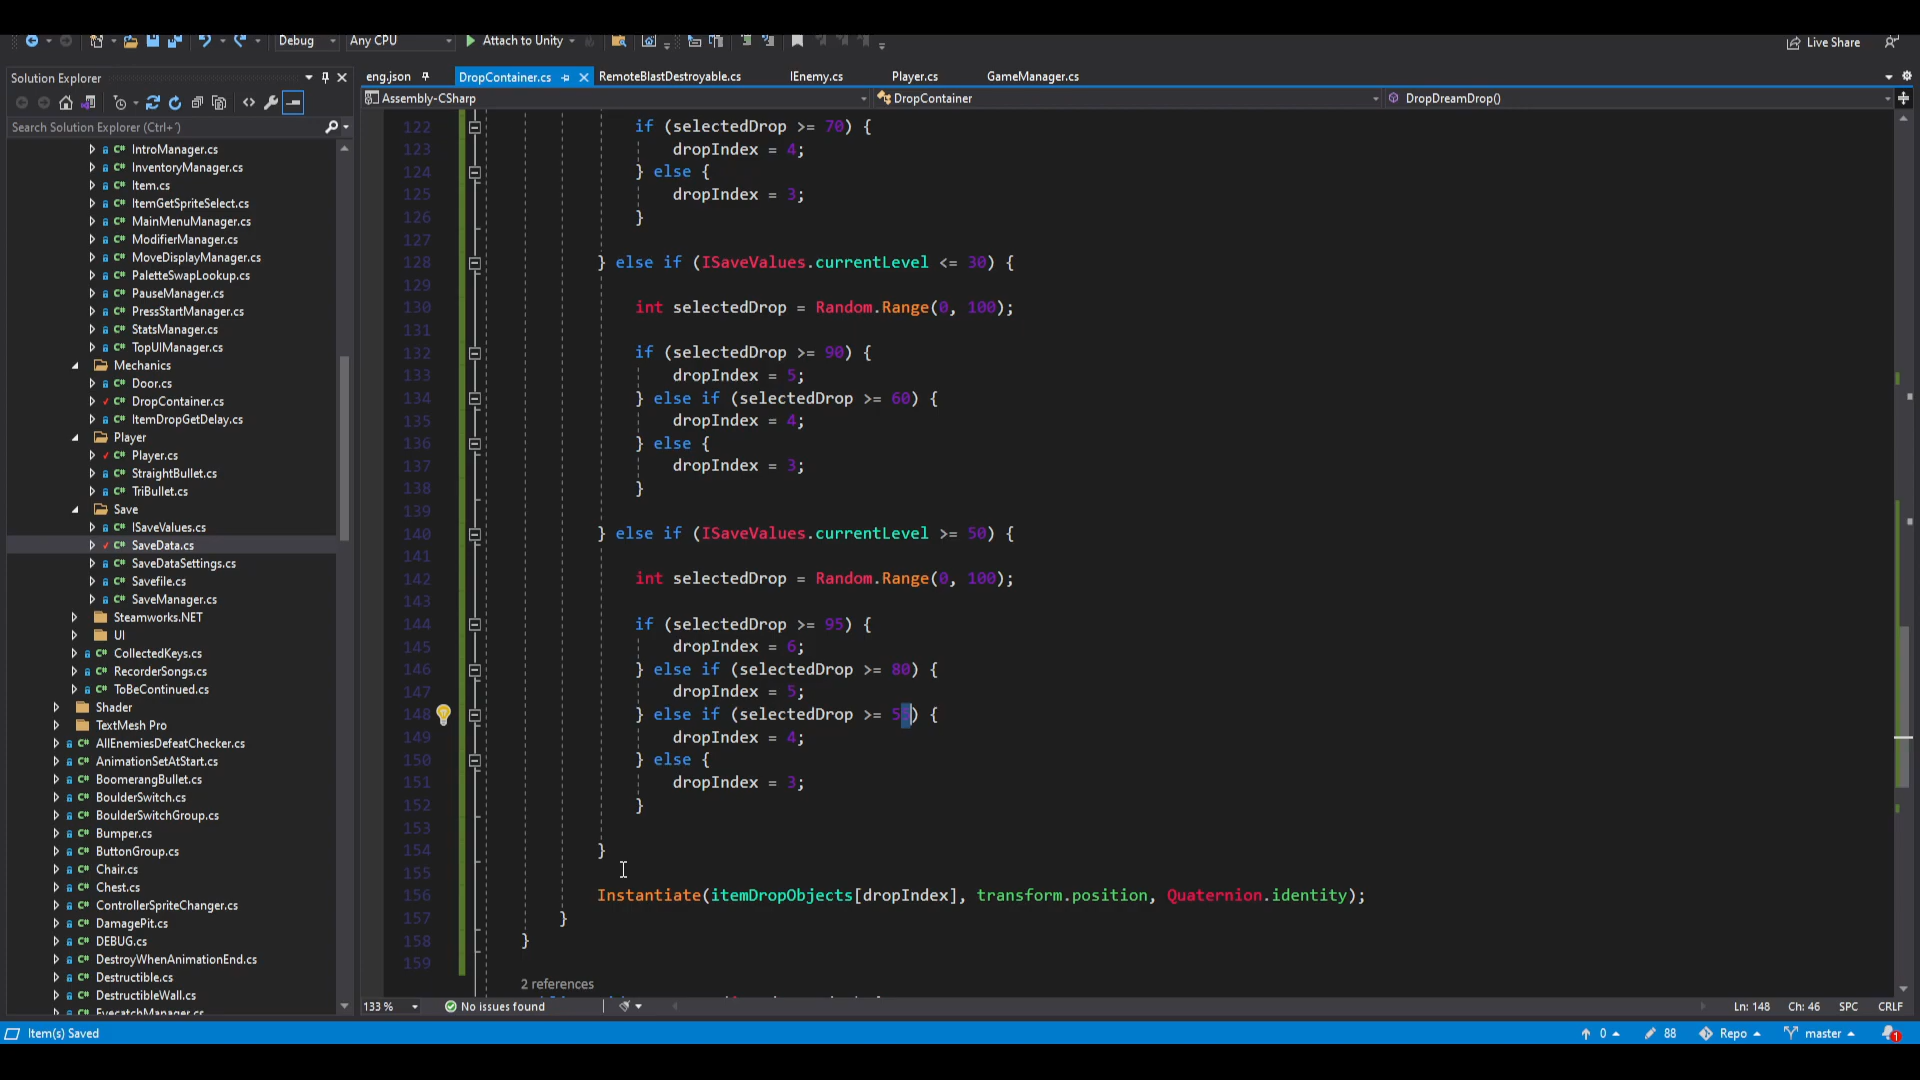 Debug
Any CPU
Attach to Unity
Live Share
Solution Explorer
eng.json
DropContainer.cs
RemoteBlastDestroyable.cs
IEnemy.cs
Player.cs
GameManager.cs
Assembly-CSharp
DropContainer
DropDreamDrop()
Search Solution Explorer (Ctrl+´)
IntroManager.cs
InventoryManager.cs
Item.cs
ItemGetSpriteSelect.cs
MainMenuManager.cs
ModifierManager.cs
MoveDisplayManager.cs
PaletteSwapLookup.cs
PauseManager.cs
PressStartManager.cs
StatsManager.cs
TopUIManager.cs
Mechanics
Door.cs
DropContainer.cs
ItemDropGetDelay.cs
Player
Player.cs
StraightBullet.cs
TriBullet.cs
Save
ISaveValues.cs
SaveData.cs
SaveDataSettings.cs
Savefile.cs
SaveManager.cs
Steamworks.NET
UI
CollectedKeys.cs
RecorderSongs.cs
ToBeContinued.cs
Shader
TextMesh Pro
AllEnemiesDefeatChecker.cs
AnimationSetAtStart.cs
BoomerangBullet.cs
BoulderSwitch.cs
BoulderSwitchGroup.cs
Bumper.cs
ButtonGroup.cs
Chair.cs
Chest.cs
ControllerSpriteChanger.cs
DamagePit.cs
DEBUG.cs
DestroyWhenAnimationEnd.cs
Destructible.cs
DestructibleWall.cs
EyecatchManager.cs
122 if (selectedDrop >= 70) {
123 dropIndex = 4;
124 } else {
125 dropIndex = 3;
126 }
127
128 } else if (ISaveValues.currentLevel <= 30) {
129
130 int selectedDrop = Random.Range(0, 100);
131
132 if (selectedDrop >= 90) {
133 dropIndex = 5;
134 } else if (selectedDrop >= 60) {
135 dropIndex = 4;
136 } else {
137 dropIndex = 3;
138 }
139
140 } else if (ISaveValues.currentLevel >= 50) {
141
142 int selectedDrop = Random.Range(0, 100);
143
144 if (selectedDrop >= 95) {
145 dropIndex = 6;
146 } else if (selectedDrop >= 80) {
147 dropIndex = 5;
148 } else if (selectedDrop >= 55) {
149 dropIndex = 4;
150 } else {
151 dropIndex = 3;
152 }
153
154 }
155
156 Instantiate(itemDropObjects[dropIndex], transform.position, Quaternion.identity);
157 }
158 }
159
2 references
133 %
No issues found
Ln: 148
Ch: 46
SPC
CRLF
Item(s) Saved
0
88
Repo
master
1